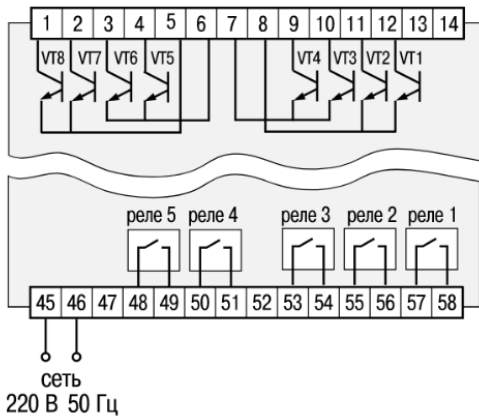 1 2 3 4 5 6 7 8 9 10 11 12 13 14
VT8 VT7 VT6 VT5 VT4 VT3 VT2 VT1
реле 5 реле 4 реле 3 реле 2 реле 1
45 46 47 48 49 50 51 52 53 54 55 56 57 58
сеть
220 В 50 Гц